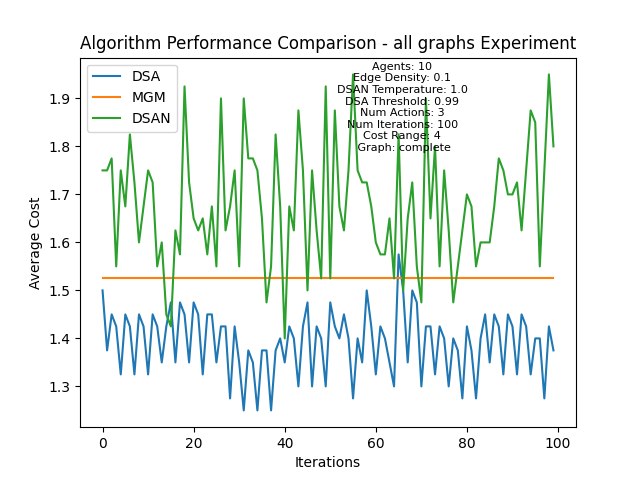 Algorithm Performance Comparison - all graphs Experiment
DSA
MGM
DSAN
Agents: 10
Edge Density: 0.1
DSAN Temperature: 1.0
DSA Threshold: 0.99
Num Actions: 3
Num Iterations: 100
Cost Range: 4
Graph: complete
Average Cost
1.9
1.8
1.7
1.6
1.5
1.4
1.3
0
20
40
60
80
100
Iterations